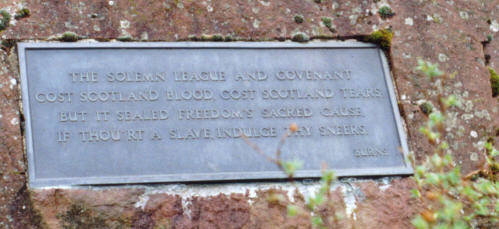 THE SOLEMN LEAGUE AND COVENANT
COST SCOTLAND BLOOD, COST SCOTLAND TEARS.
BUT IT SEALED FREEDOM'S SACRED CAUSE,
IF THOU'RT A SLAVE, INDULGE THY SNEERS.
BURNS